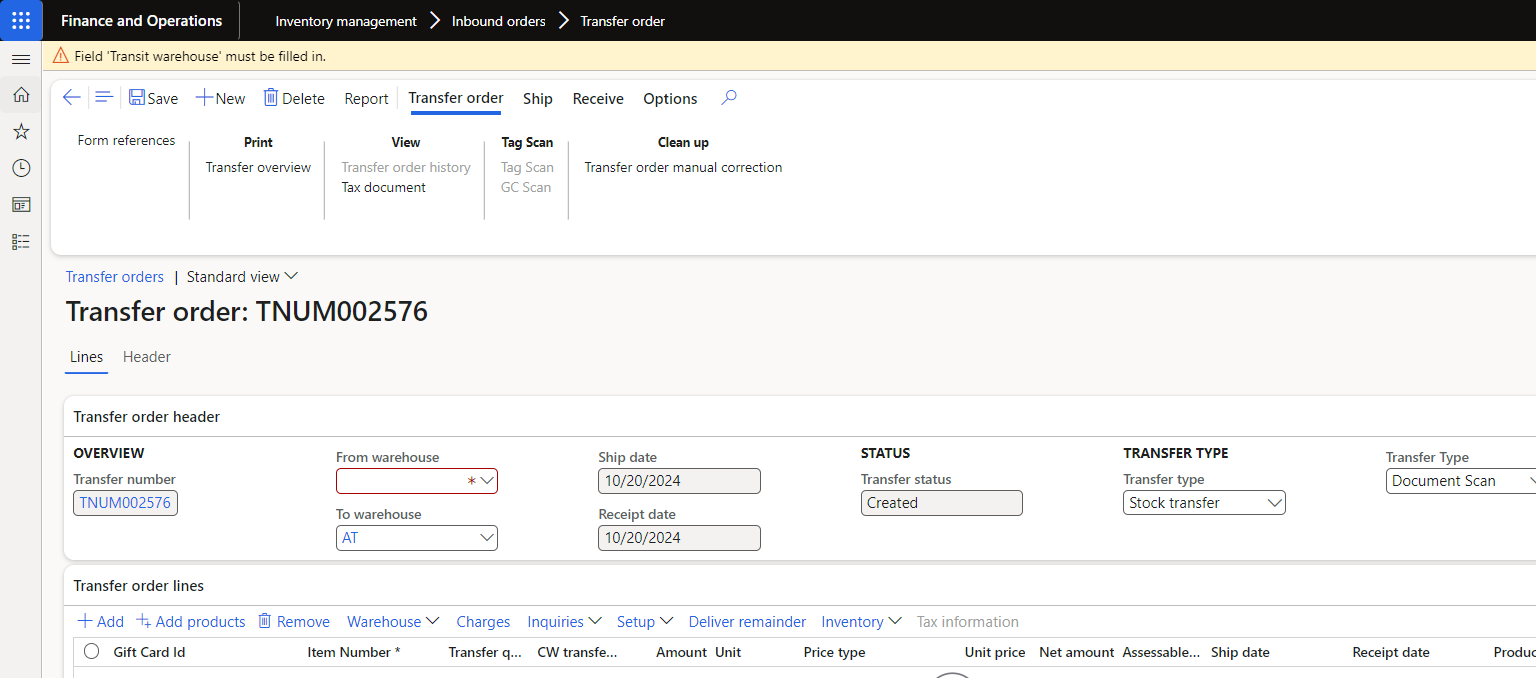 Finance and Operations
Inventory management > Inbound orders > Transfer order
Field 'Transit warehouse' must be filled in.
Save New Delete Report Transfer order Ship Receive Options
Form references
Print
Transfer overview
View
Transfer order history
Tax document
Tag Scan
Tag Scan
GC Scan
Clean up
Transfer order manual correction
Transfer orders | Standard view
Transfer order: TNUM002576
Lines Header
Transfer order header
OVERVIEW
Transfer number
TNUM002576
From warehouse
*
To warehouse
AT
Ship date
10/20/2024
Receipt date
10/20/2024
STATUS
Transfer status
Created
TRANSFER TYPE
Transfer type
Stock transfer
Transfer Type
Document Scan
Transfer order lines
Add Add products Remove Warehouse Charges Inquiries Setup Deliver remainder Inventory Tax information
Gift Card Id Item Number * Transfer q... CW transfe... Amount Unit Price type Unit price Net amount Assessable... Ship date Receipt date Produc